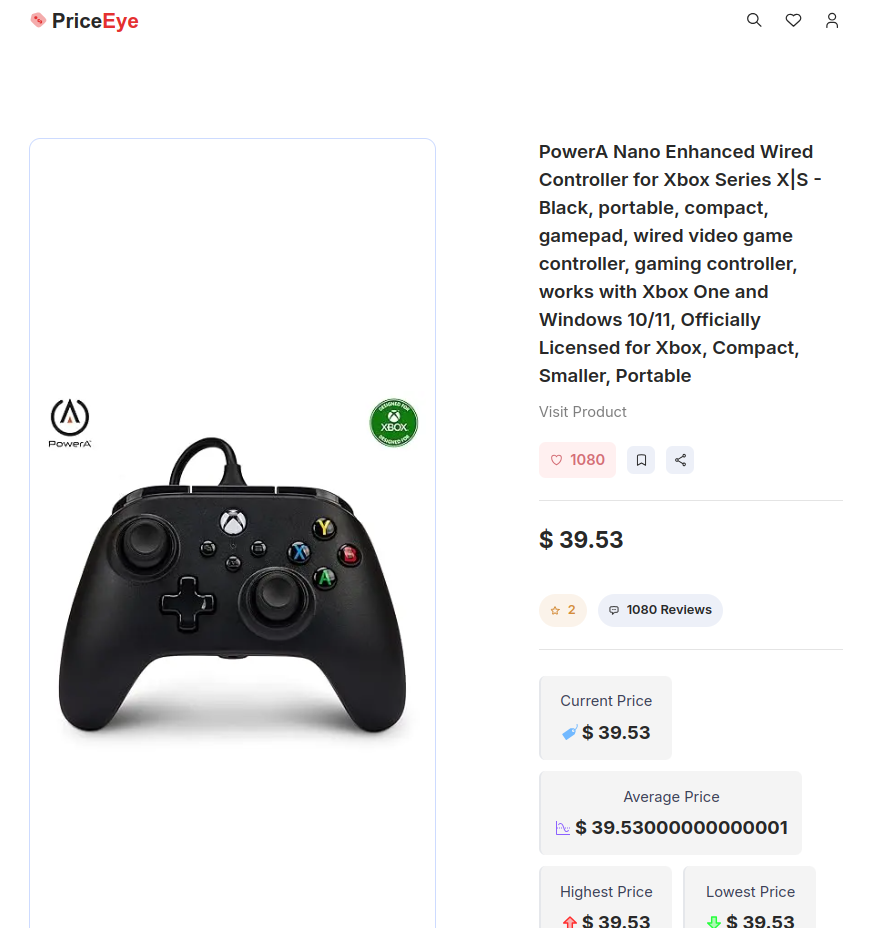 PriceEye
PowerA Nano Enhanced Wired
Controller for Xbox Series X|S -
Black, portable, compact,
gamepad, wired video game
controller, gaming controller,
works with Xbox One and
Windows 10/11, Officially
Licensed for Xbox, Compact,
Smaller, Portable
Visit Product
1080
$ 39.53
2
1080 Reviews
Current Price
$ 39.53
Average Price
$ 39.53000000000001
Highest Price
$ 39.53
Lowest Price
$ 39.53
PowerA
DESIGNED FOR
XBOX
DESIGNED FOR
Y
X
B
A